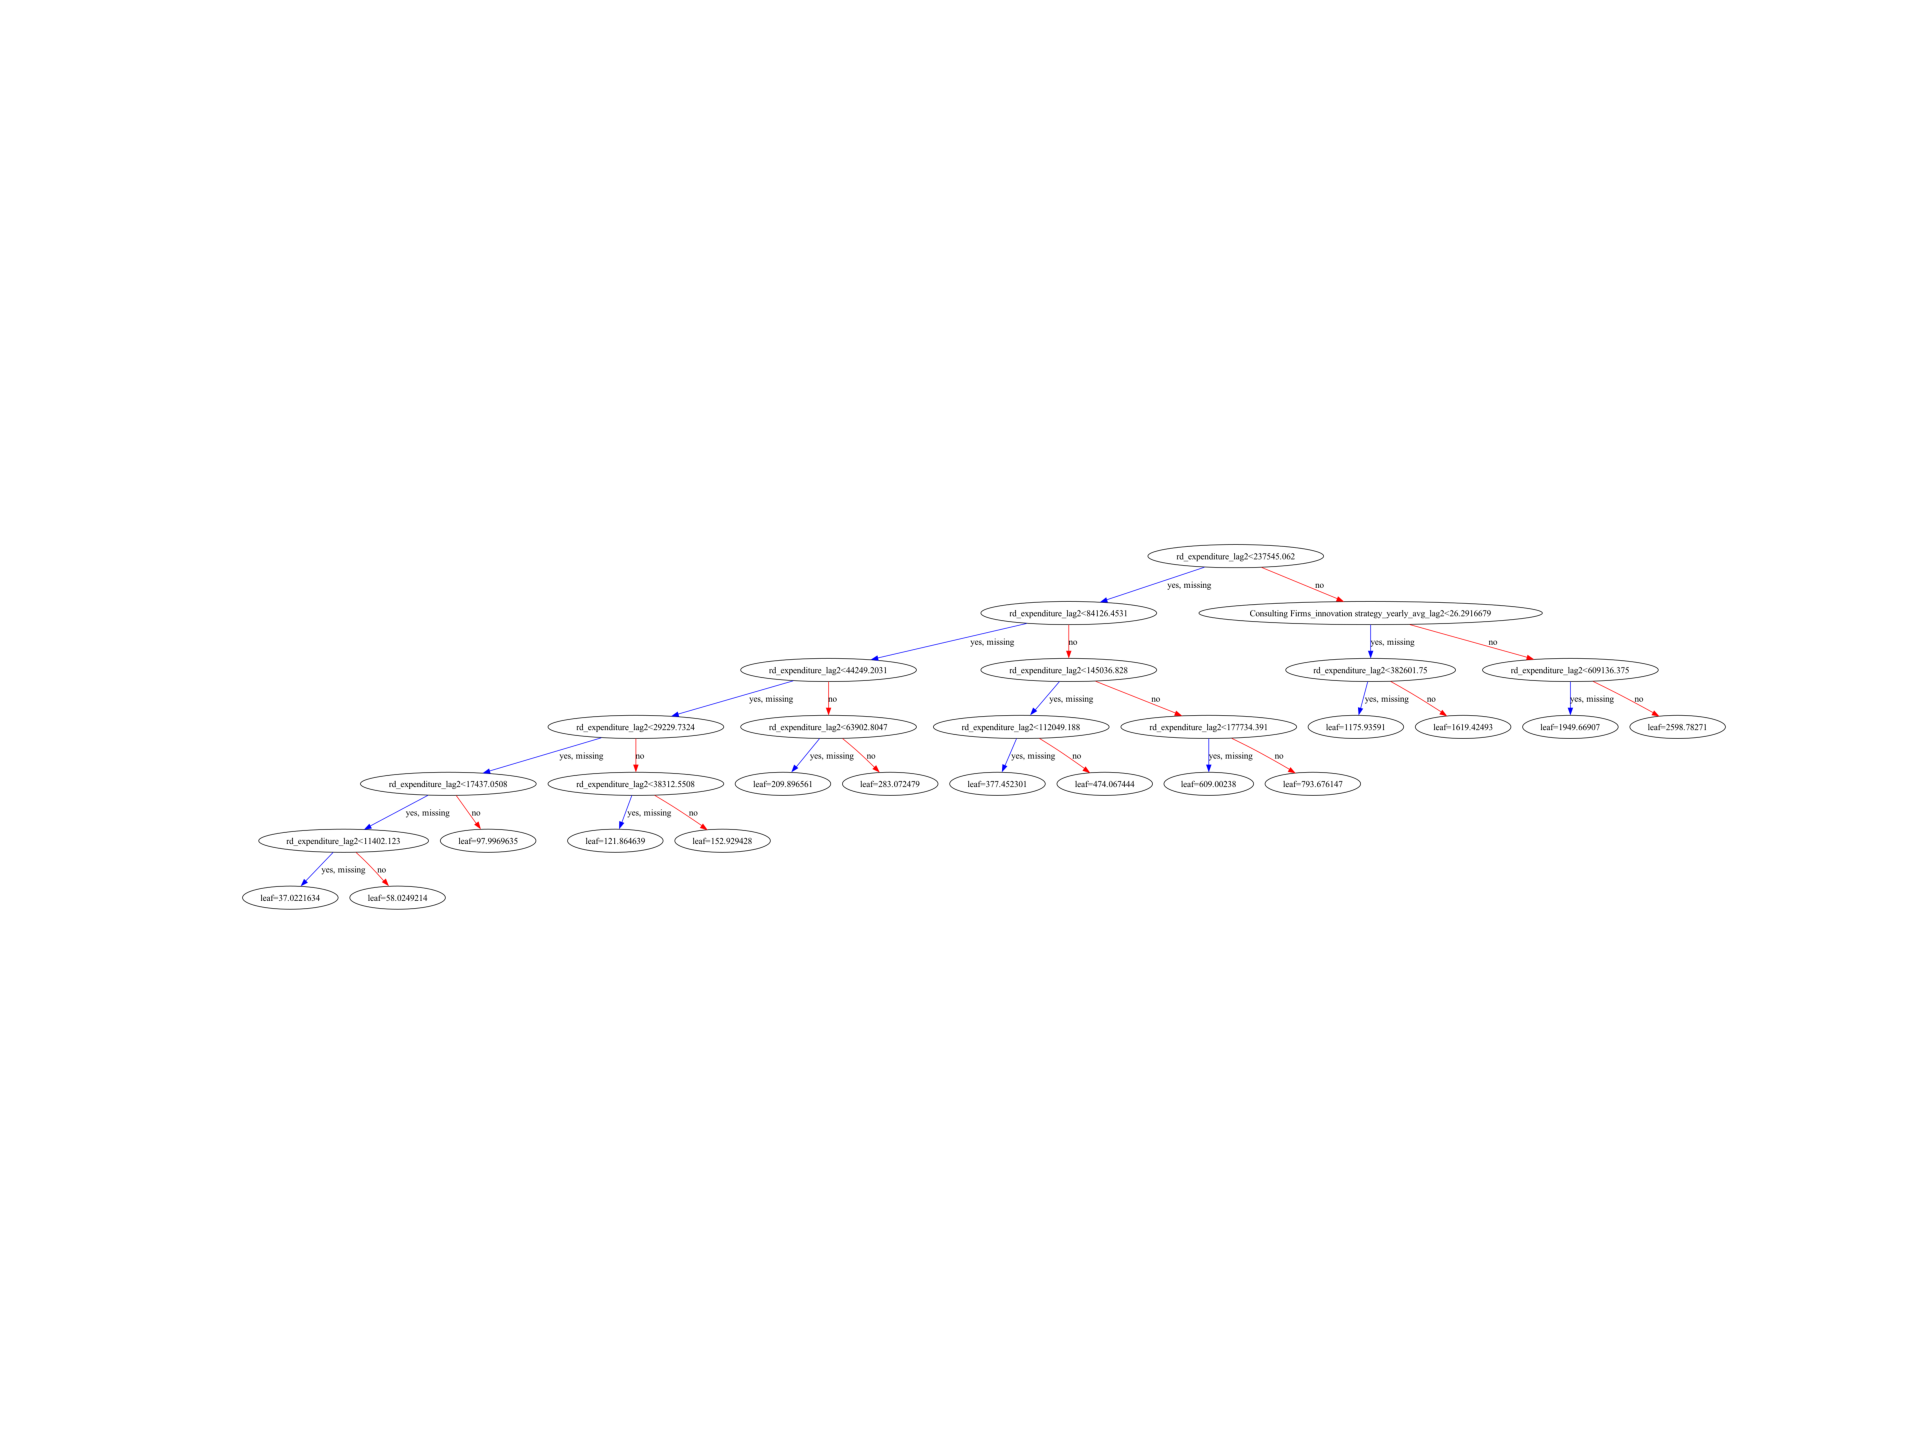 rd_expenditure_lag2<237545.062
yes, missing
no
rd_expenditure_lag2<84126.4531
Consulting Firms_innovation strategy_yearly_avg_lag2<26.2916679
yes, missing
no
yes, missing
no
rd_expenditure_lag2<44249.2031
rd_expenditure_lag2<145036.828
rd_expenditure_lag2<382601.75
rd_expenditure_lag2<609136.375
yes, missing
no
yes, missing
no
yes, missing
no
yes, missing
no
rd_expenditure_lag2<29229.7324
rd_expenditure_lag2<63902.8047
rd_expenditure_lag2<112049.188
rd_expenditure_lag2<177734.391
leaf=1175.93591
leaf=1619.42493
leaf=1949.66907
leaf=2598.78271
yes, missing
no
yes, missing
no
yes, missing
no
yes, missing
no
rd_expenditure_lag2<17437.0508
rd_expenditure_lag2<38312.5508
leaf=209.896561
leaf=283.072479
leaf=377.452301
leaf=474.067444
leaf=609.00238
leaf=793.676147
yes, missing
no
yes, missing
no
rd_expenditure_lag2<11402.123
leaf=97.9969635
leaf=121.864639
leaf=152.929428
yes, missing
no
leaf=37.0221634
leaf=58.0249214